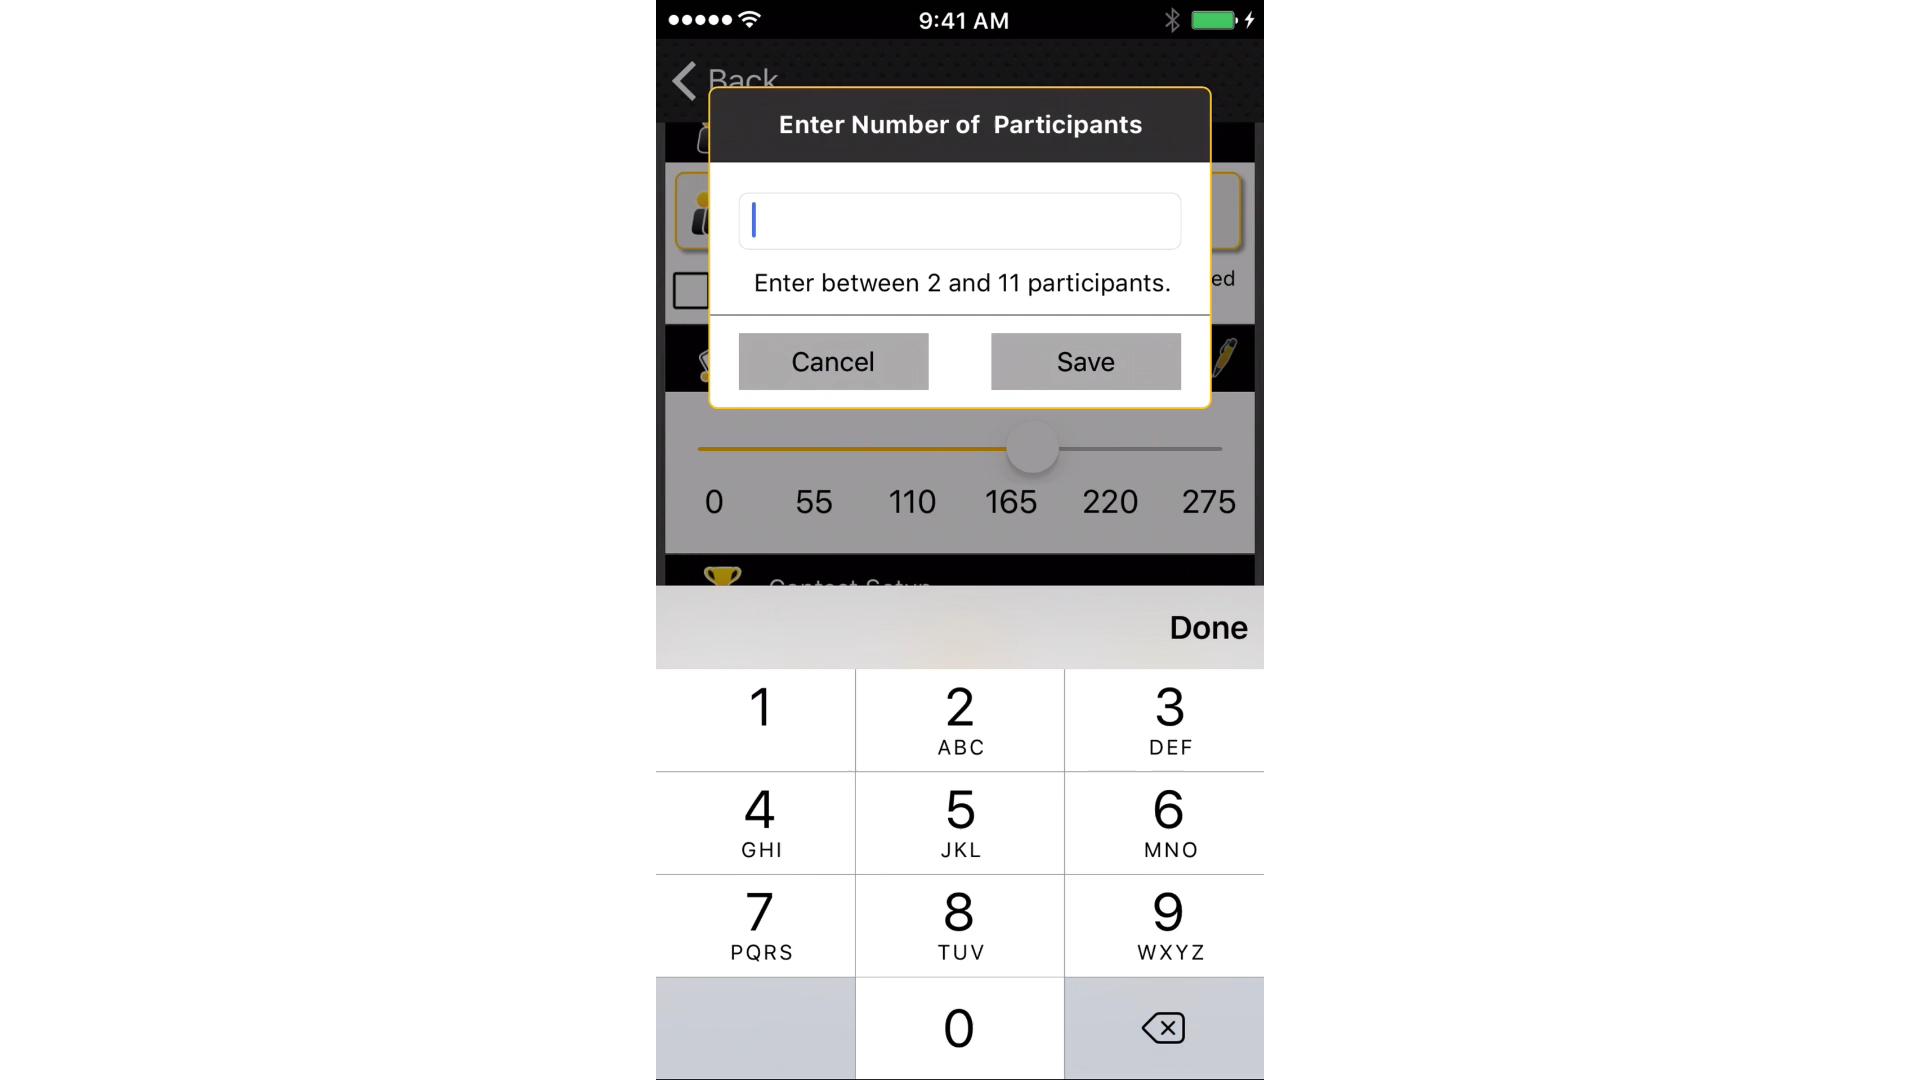 9:41 AM
Back
Enter Number of Participants
Enter between 2 and 11 participants.
ed
Cancel
Save
0 55 110 165 220 275
Contest Setup
Done
1 2 3
ABC DEF
4 5 6
GHI JKL MNO
7 8 9
PQRS TUV WXYZ
0